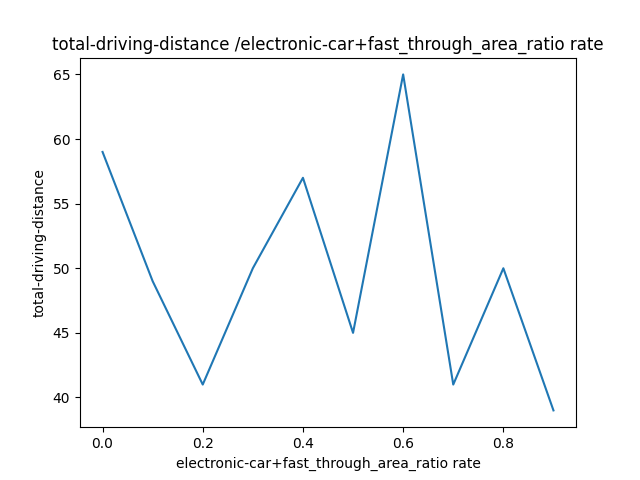 total-driving-distance /electronic-car+fast_through_area_ratio rate
65
60
55
50
45
40
total-driving-distance
0.0 0.2 0.4 0.6 0.8
electronic-car+fast_through_area_ratio rate